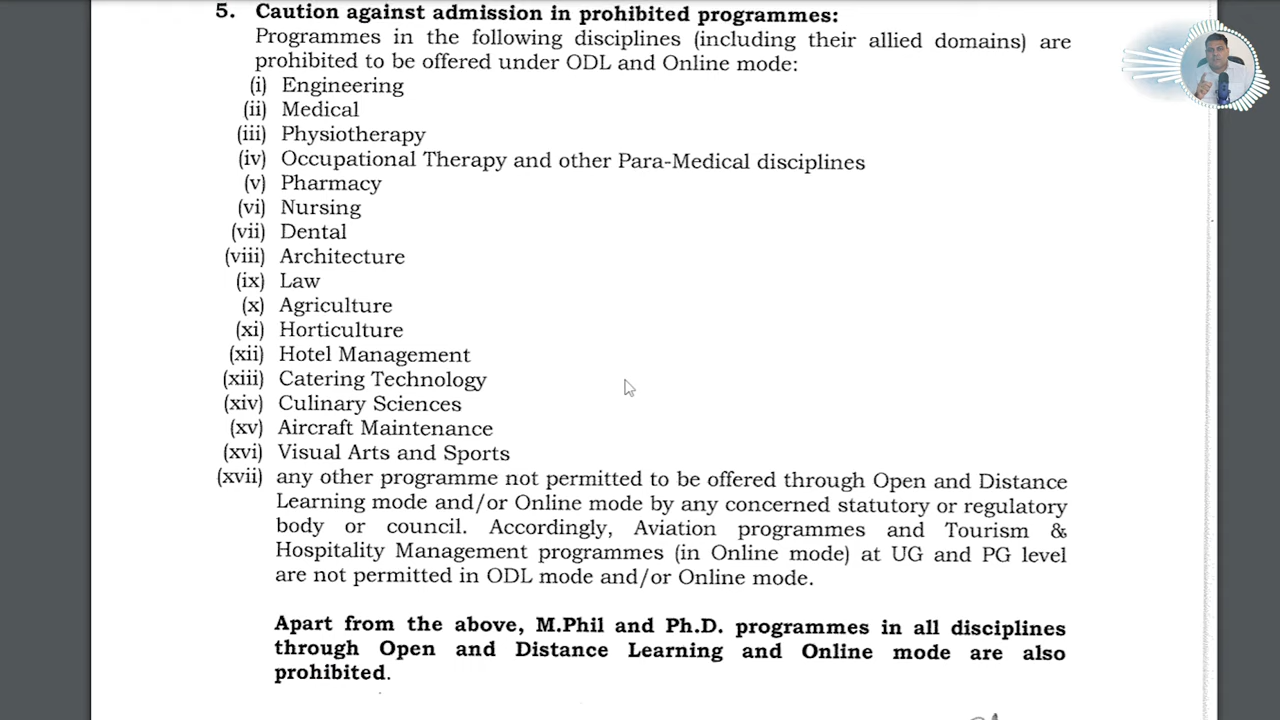 5. Caution against admission in prohibited programmes:
Programmes in the following disciplines (including their allied domains) are
prohibited to be offered under ODL and Online mode:
(i) Engineering
(ii) Medical
(iii) Physiotherapy
(iv) Occupational Therapy and other Para-Medical disciplines
(v) Pharmacy
(vi) Nursing
(vii) Dental
(viii) Architecture
(ix) Law
(x) Agriculture
(xi) Horticulture
(xii) Hotel Management
(xiii) Catering Technology
(xiv) Culinary Sciences
(xv) Aircraft Maintenance
(xvi) Visual Arts and Sports
(xvii) any other programme not permitted to be offered through Open and Distance
Learning mode and/or Online mode by any concerned statutory or regulatory
body or council. Accordingly, Aviation programmes and Tourism &
Hospitality Management programmes (in Online mode) at UG and PG level
are not permitted in ODL mode and/or Online mode.
Apart from the above, M.Phil and Ph.D. programmes in all disciplines
through Open and Distance Learning and Online mode are also
prohibited.